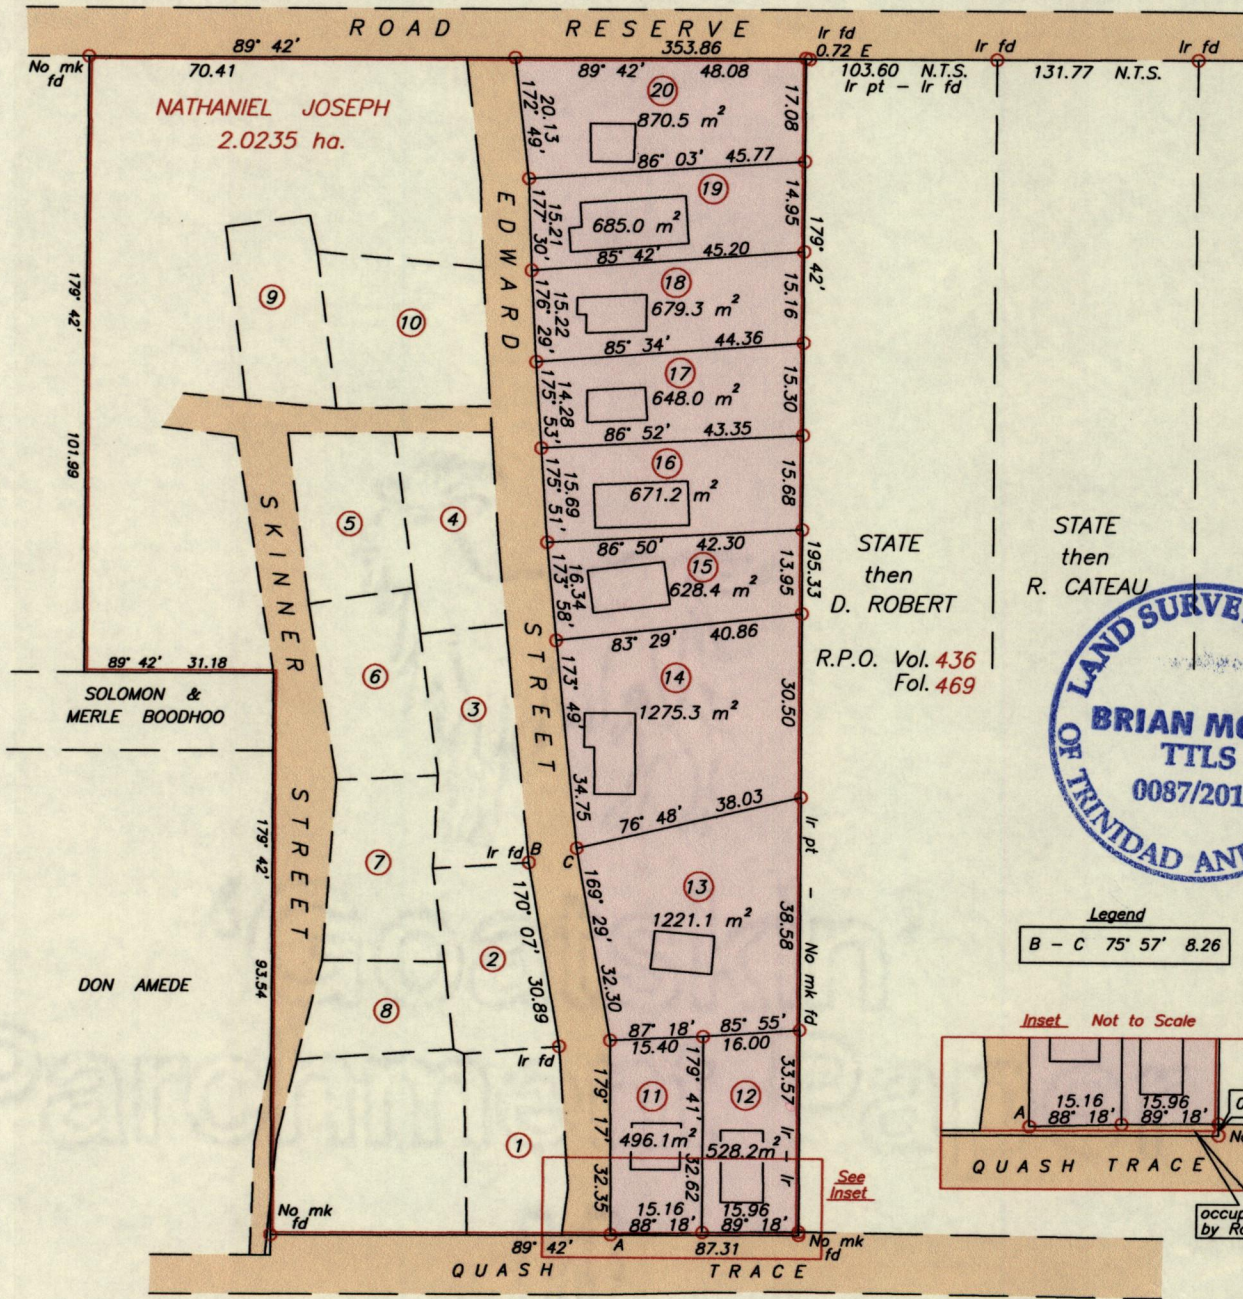 ROAD RESERVE
89° 42' 353.86
No mk fd
70.41
NATHANIEL JOSEPH
2.0235 ha.
Ir fd
0.72 E
Ir fd
Ir fd
103.60 N.T.S.
Ir pt - Ir fd
131.77 N.T.S.
89° 42' 48.08
20
870.5 m²
20.13
172° 49'
17.08
86° 03' 45.77
19
685.0 m²
15.21
177° 30'
14.95
179° 42'
85° 42' 45.20
18
679.3 m²
15.22
176° 29'
15.16
85° 34' 44.36
17
648.0 m²
14.28
175° 53'
15.30
86° 52' 43.35
16
671.2 m²
15.69
175° 51'
15.68
86° 50' 42.30
15
628.4 m²
16.34
173° 58'
13.95
195.33
83° 29' 40.86
14
1275.3 m²
173° 49'
34.75
30.50
76° 48' 38.03
Ir pt - No mk fd
13
1221.1 m²
169° 29'
32.30
38.58
87° 18'
15.40
85° 55'
16.00
11
496.1m²
179° 17'
32.35
179° 41'
32.62
12
528.2m²
33.57
Ir - Ir
15.16
88° 18'
15.96
89° 18'
See
Inset
A
No mk
fd
89° 42' 87.31
QUASH TRACE
EDWARD STREET
SKINNER STREET
9
10
5
4
6
3
7
2
8
1
179° 42'
101.99
89° 42' 31.18
SOLOMON &
MERLE BOODHOO
179° 42'
93.54
DON AMEDE
No mk
fd
Ir fd
B
C
170° 07'
30.89
Ir fd
STATE
then
D. ROBERT
R.P.O. Vol. 436
Fol. 469
STATE
then
R. CATEAU
LAND SURVE
OF TRINIDAD AN
BRIAN MO
TTLS
0087/201
Legend
B - C 75° 57' 8.26
Inset Not to Scale
15.16
88° 18'
15.96
89° 18'
A
QUASH TRACE
occup
by Ro